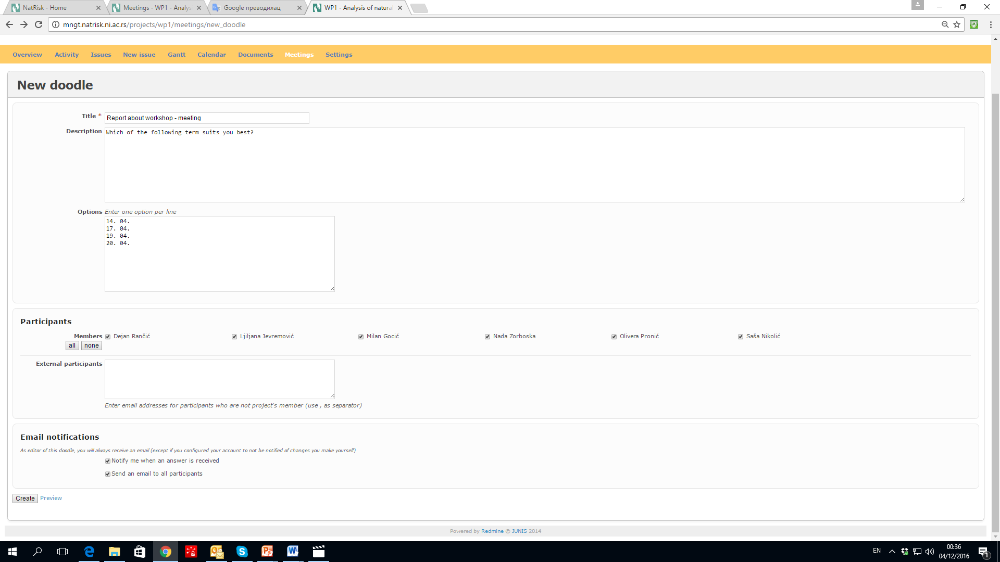 NatRisk - Home
Meetings - WP1 - Analys
Google преводилац
WP1 - Analysis of natura
mngt.natrisk.ni.ac.rs/projects/wp1/meetings/new_doodle
Overview Activity Issues New issue Gantt Calendar Documents Meetings Settings
New doodle
Title * Report about workshop - meeting
Description Which of the following term suits you best?
Options Enter one option per line
14. 04.
17. 04.
19. 04.
20. 04.
Participants
Members Dejan Rančić Ljiljana Jevremović Milan Gocić Nada Zorboska Olivera Pronić Saša Nikolić
all none
External participants
Enter email addresses for participants who are not project's member (use , as separator)
Email notifications
As editor of this doodle, you will always receive an email (except if you configured your account to not be notified of changes you make yourself)
Notify me when an answer is received
Send an email to all participants
Create Preview
Powered by Redmine © JUNIS 2014
EN
00:36
04/12/2016
1